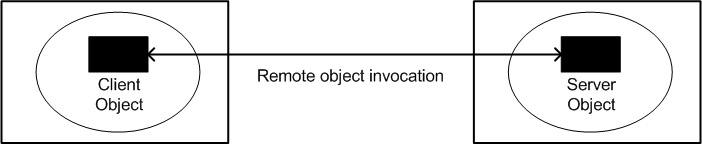 Client
Object
Remote object invocation
Server
Object